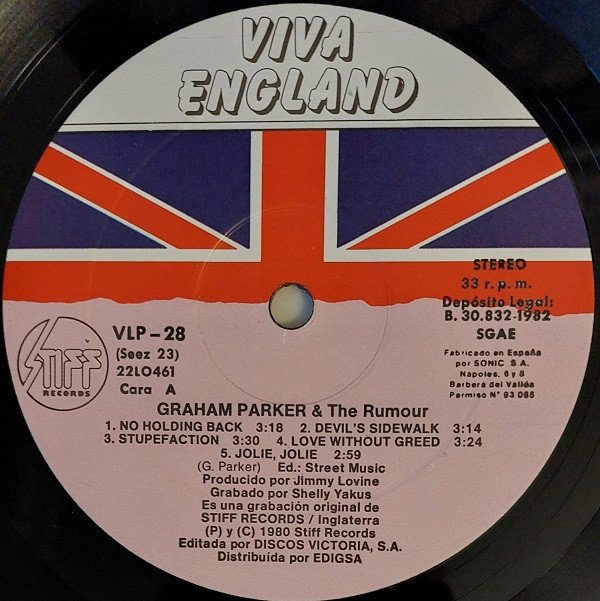 VIVA
ENGLAND
STEREO
33 r. p. m.
Depósito Legal:
B. 30.832-1982
SGAE
Fabricado en España
por SONIC S.A.
Napoles, 6 y 8
Barberá del Vallés
Permiso Nº 93 085
STIFF
RECORDS
VLP-28
(Seez 23)
22LO461
Cara A
GRAHAM PARKER & The Rumour
1. NO HOLDING BACK 3:18 2. DEVIL'S SIDEWALK 3:14
3. STUPEFACTION 3:30 4. LOVE WITHOUT GREED 3:24
5. JOLIE, JOLIE 2:59
(G. Parker) Ed.: Street Music
Producido por Jimmy Lovine
Grabado por Shelly Yakus
Es una grabación original de
STIFF RECORDS / Inglaterra
(P) y (C) 1980 Stiff Records
Editada por DISCOS VICTORIA, S.A.
Distribuída por EDIGSA